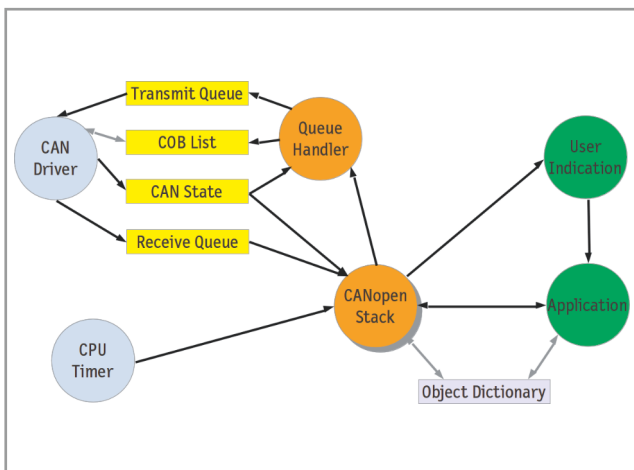 Transmit Queue
COB List
CAN State
Receive Queue
CAN
Driver
Queue
Handler
User
Indication
CANopen
Stack
Application
CPU
Timer
Object Dictionary